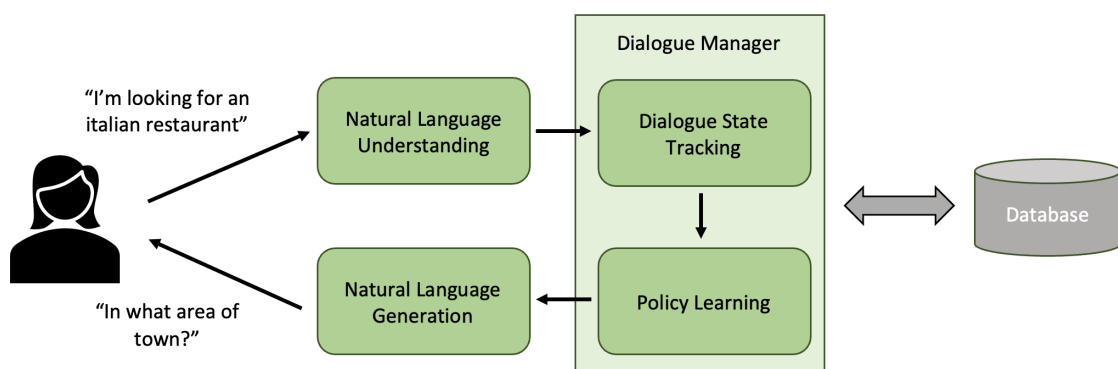 Dialogue Manager
“I’m looking for an
italian restaurant”
Natural Language
Understanding
Dialogue State
Tracking
Database
Natural Language
Generation
Policy Learning
“In what area of
town?”